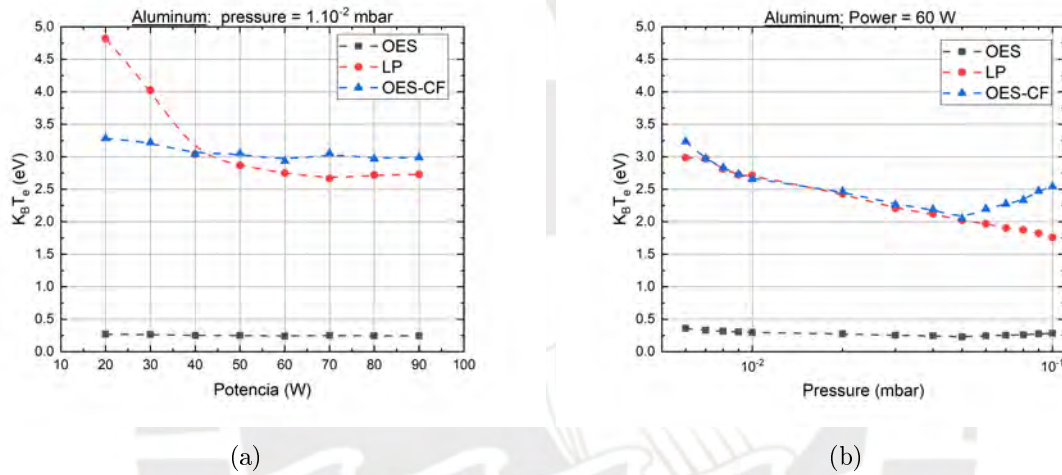 Aluminum: pressure = 1.10⁻² mbar
OES
LP
OES-CF
K_BT_e (eV)
5.0
4.5
4.0
3.5
3.0
2.5
2.0
1.5
1.0
0.5
0.0
10 20 30 40 50 60 70 80 90 100
Potencia (W)
(a)
Aluminum: Power = 60 W
OES
LP
OES-CF
K_BT_e (eV)
5.0
4.5
4.0
3.5
3.0
2.5
2.0
1.5
1.0
0.5
0.0
10⁻² 10⁻¹
Pressure (mbar)
(b)